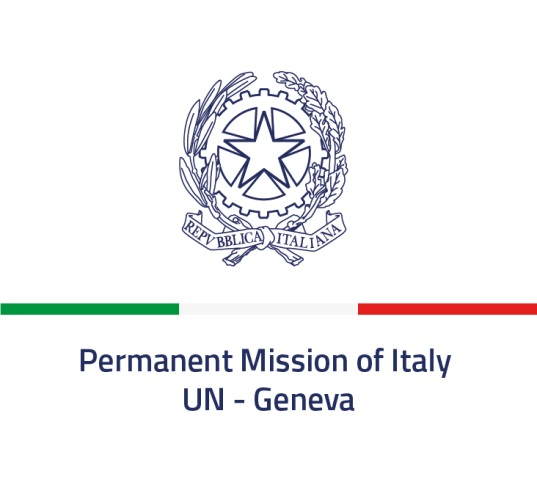 REPVBBLICA ITALIANA
Permanent Mission of Italy
UN - Geneva